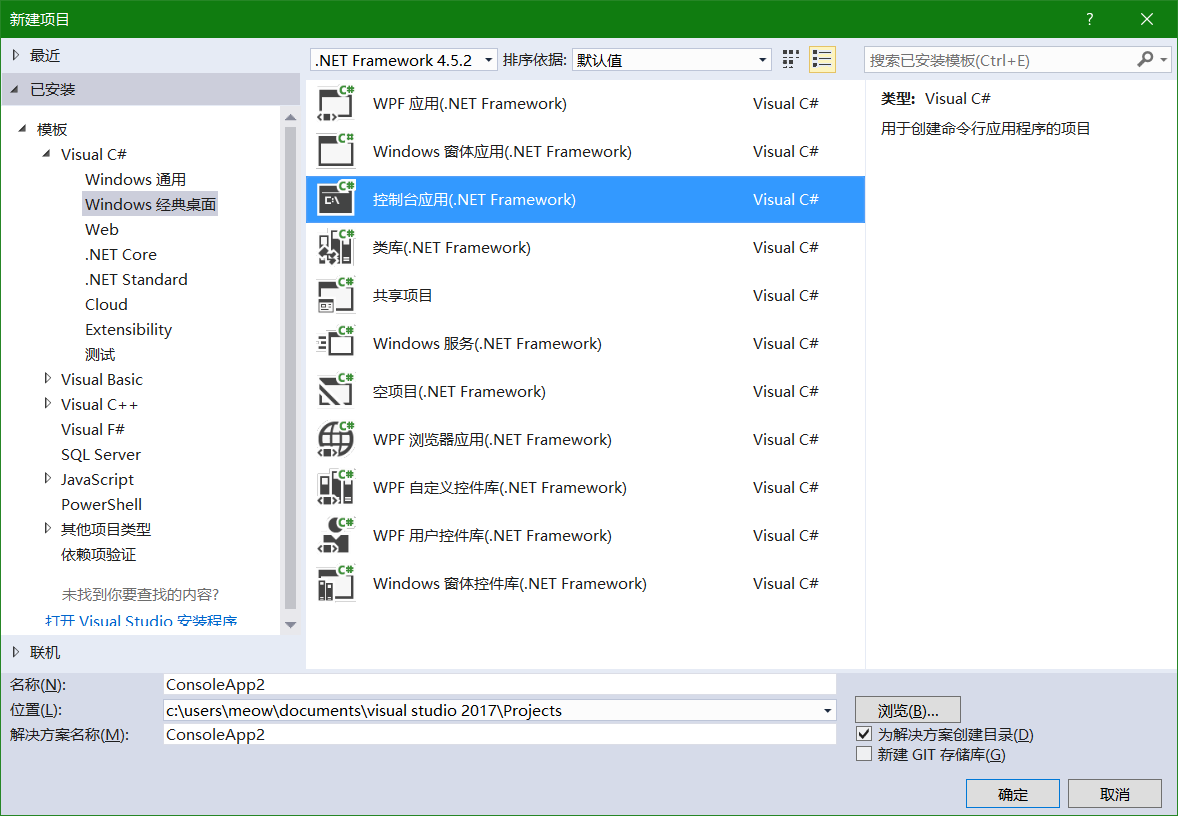 新建项目
?
最近
已安装
模板
Visual C#
Windows 通用
Windows 经典桌面
Web
.NET Core
.NET Standard
Cloud
Extensibility
测试
Visual Basic
Visual C++
Visual F#
SQL Server
JavaScript
PowerShell
其他项目类型
依赖项验证
未找到你要查找的内容?
打开 Visual Studio 安装程序
联机
.NET Framework 4.5.2 排序依据: 默认值
搜索已安装模板(Ctrl+E)
WPF 应用(.NET Framework) Visual C#
Windows 窗体应用(.NET Framework) Visual C#
控制台应用(.NET Framework) Visual C#
类库(.NET Framework) Visual C#
共享项目 Visual C#
Windows 服务(.NET Framework) Visual C#
空项目(.NET Framework) Visual C#
WPF 浏览器应用(.NET Framework) Visual C#
WPF 自定义控件库(.NET Framework) Visual C#
WPF 用户控件库(.NET Framework) Visual C#
Windows 窗体控件库(.NET Framework) Visual C#
类型: Visual C#
用于创建命令行应用程序的项目
名称(N): ConsoleApp2
位置(L): c:\users\meow\documents\visual studio 2017\Projects
解决方案名称(M): ConsoleApp2
浏览(B)...
为解决方案创建目录(D)
新建 GIT 存储库(G)
确定 取消